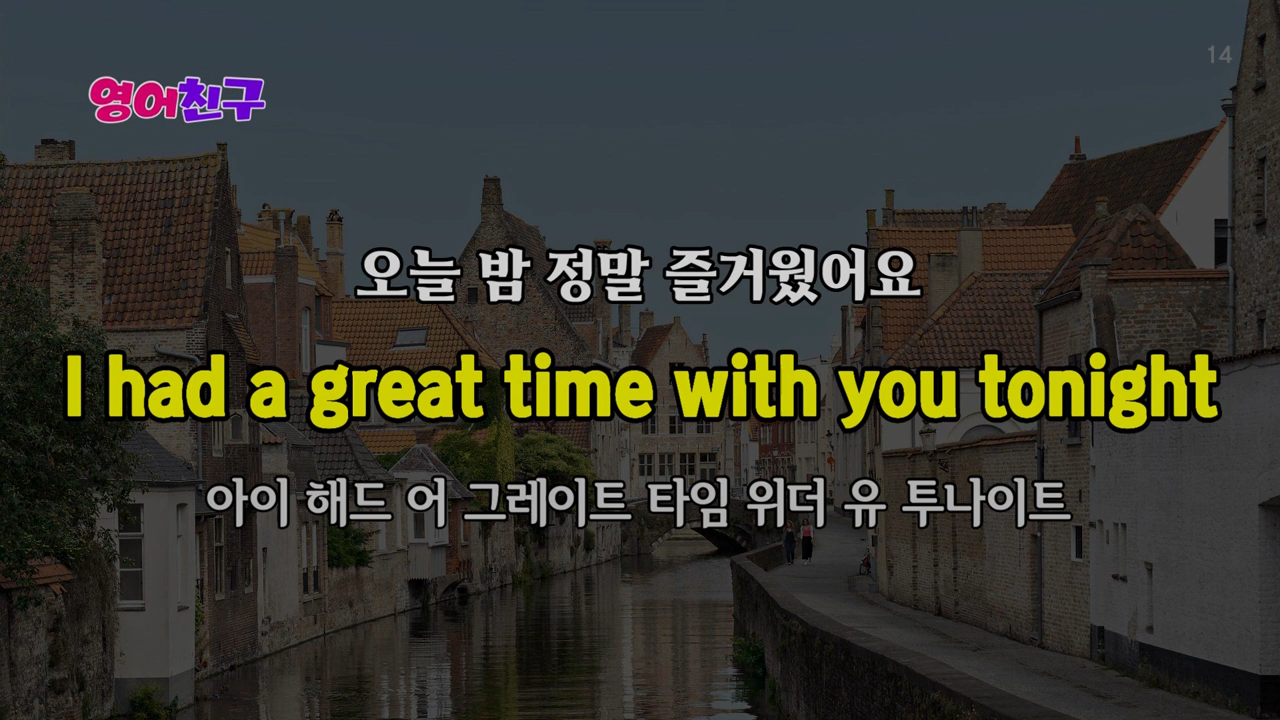 14
영어친구
오늘 밤 정말 즐거웠어요
I had a great time with you tonight
아이 해드 어 그레이트 타임 위더 유 투나이트